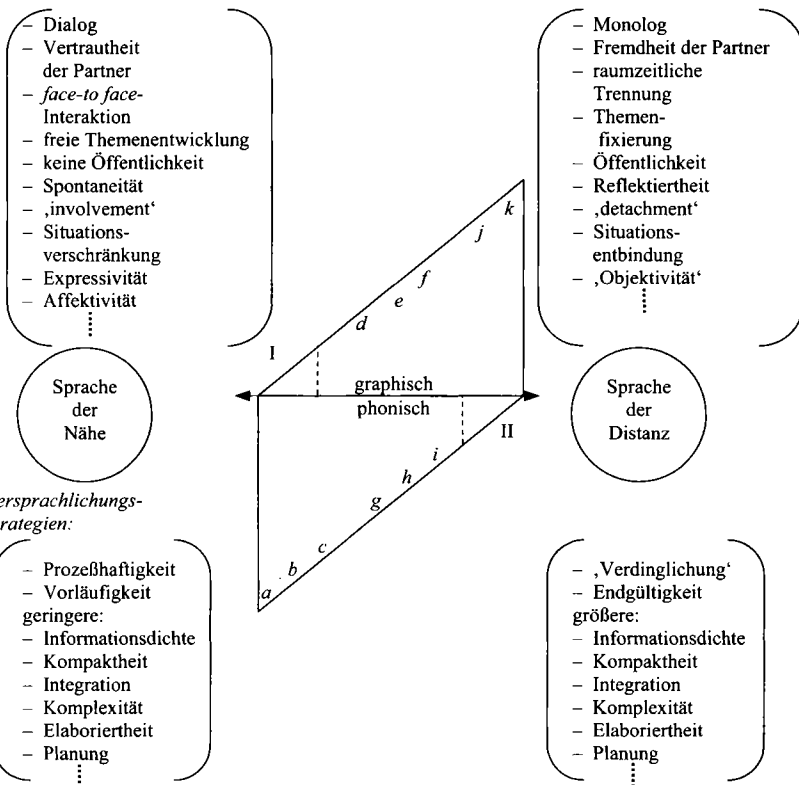 – Dialog
– Vertrautheit
der Partner
– face-to face-
Interaktion
– freie Themenentwicklung
– keine Öffentlichkeit
– Spontaneität
– ‚involvement‘
– Situations-
verschränkung
– Expressivität
– Affektivität
– Monolog
– Fremdheit der Partner
– raumzeitliche
Trennung
– Themen-
fixierung
– Öffentlichkeit
– Reflektiertheit
– ‚detachment‘
– Situations-
entbindung
– ‚Objektivität‘
k
j
f
e
d
I
Sprache
der
Nähe
graphisch
phonisch
Sprache
der
Distanz
II
i
h
g
c
b
a
ersprachlichungs-
rategien:
– Prozeßhaftigkeit
– Vorläufigkeit
geringere:
– Informationsdichte
– Kompaktheit
– Integration
– Komplexität
– Elaboriertheit
– Planung
– ‚Verdinglichung‘
– Endgültigkeit
größere:
– Informationsdichte
– Kompaktheit
– Integration
– Komplexität
– Elaboriertheit
– Planung